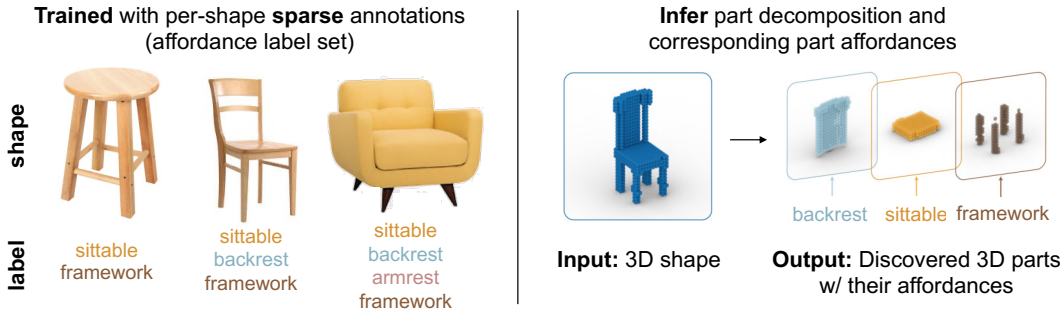 Trained with per-shape sparse annotations
(affordance label set)
shape
label
sittable
framework
sittable
backrest
framework
sittable
backrest
armrest
framework
Infer part decomposition and
corresponding part affordances
backrest
sittable
framework
Input: 3D shape
Output: Discovered 3D parts
w/ their affordances